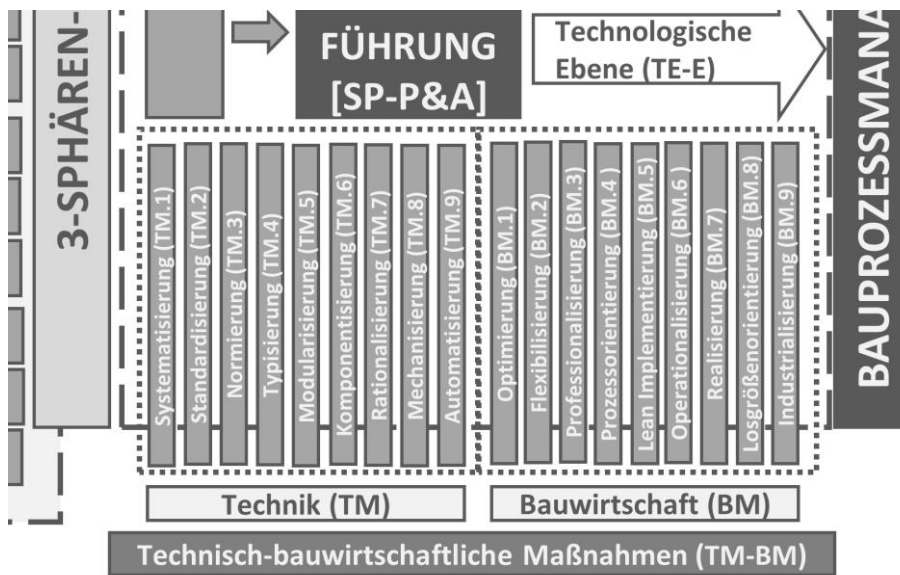 3-SPHÄREN-
FÜHRUNG
[SP-P&A]
Technologische
Ebene (TE-E)
BAUPROZESSMANA
Systematisierung (TM.1)
Standardisierung (TM.2)
Normierung (TM.3)
Typisierung (TM.4)
Modularisierung (TM.5)
Komponentisierung (TM.6)
Rationalisierung (TM.7)
Mechanisierung (TM.8)
Automatisierung (TM.9)
Optimierung (BM.1)
Flexibilisierung (BM.2)
Professionalisierung (BM.3)
Prozessorientierung (BM.4 )
Lean Implementierung (BM.5)
Operationalisierung (BM.6 )
Realisierung (BM.7)
Losgrößenorientierung (BM.8)
Industrialisierung (BM.9)
Technik (TM)
Bauwirtschaft (BM)
Technisch-bauwirtschaftliche Maßnahmen (TM-BM)